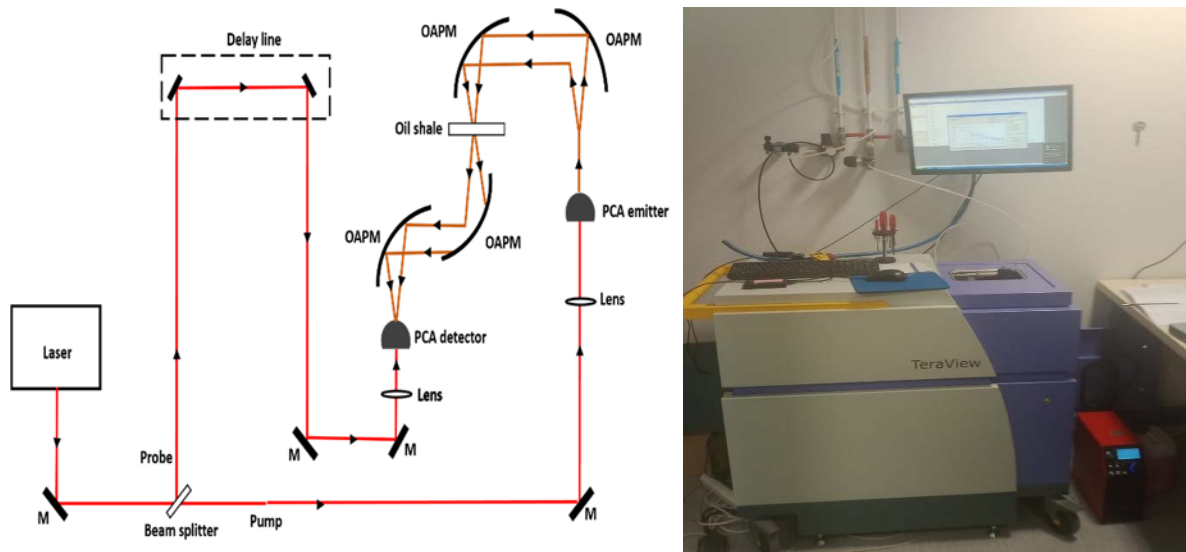 Delay line
OAPM
OAPM
Oil shale
PCA emitter
OAPM
OAPM
Lens
PCA detector
Laser
Lens
M
M
Probe
M
Beam splitter
Pump
M
TeraView